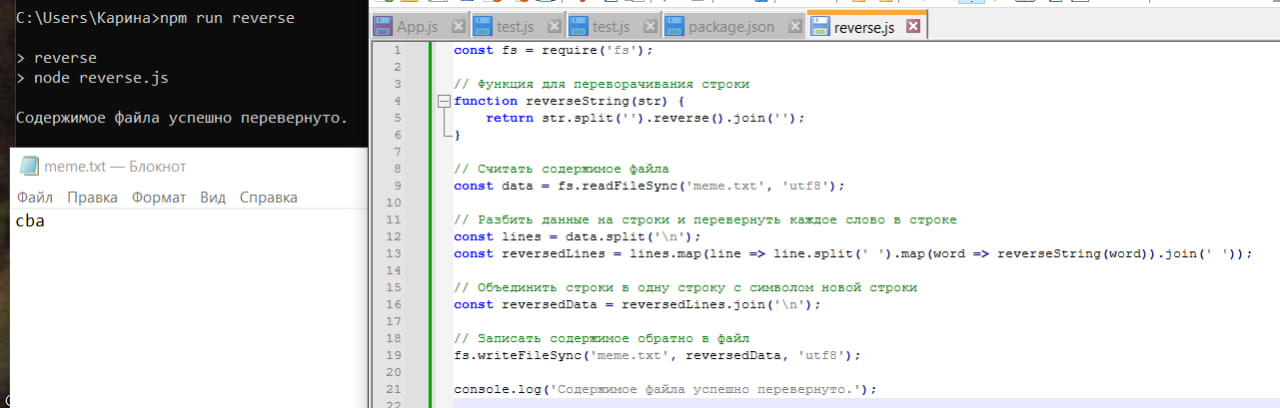 C:\Users\Карина>npm run reverse
> reverse
> node reverse.js
Содержимое файла успешно перевернуто.
meme.txt — Блокнот
Файл Правка Формат Вид Справка
cba
App.js test.js test.js package.json reverse.js
1 const fs = require('fs');
2
3 // Функция для переворачивания строки
4 function reverseString(str) {
5 return str.split('').reverse().join('');
6 }
7
8 // Считать содержимое файла
9 const data = fs.readFileSync('meme.txt', 'utf8');
10
11 // Разбить данные на строки и перевернуть каждое слово в строке
12 const lines = data.split('\n');
13 const reversedLines = lines.map(line => line.split(' ').map(word => reverseString(word)).join(' '));
14
15 // Объединить строки в одну строку с символом новой строки
16 const reversedData = reversedLines.join('\n');
17
18 // Записать содержимое обратно в файл
19 fs.writeFileSync('meme.txt', reversedData, 'utf8');
20
21 console.log('Содержимое файла успешно перевернуто.');
22